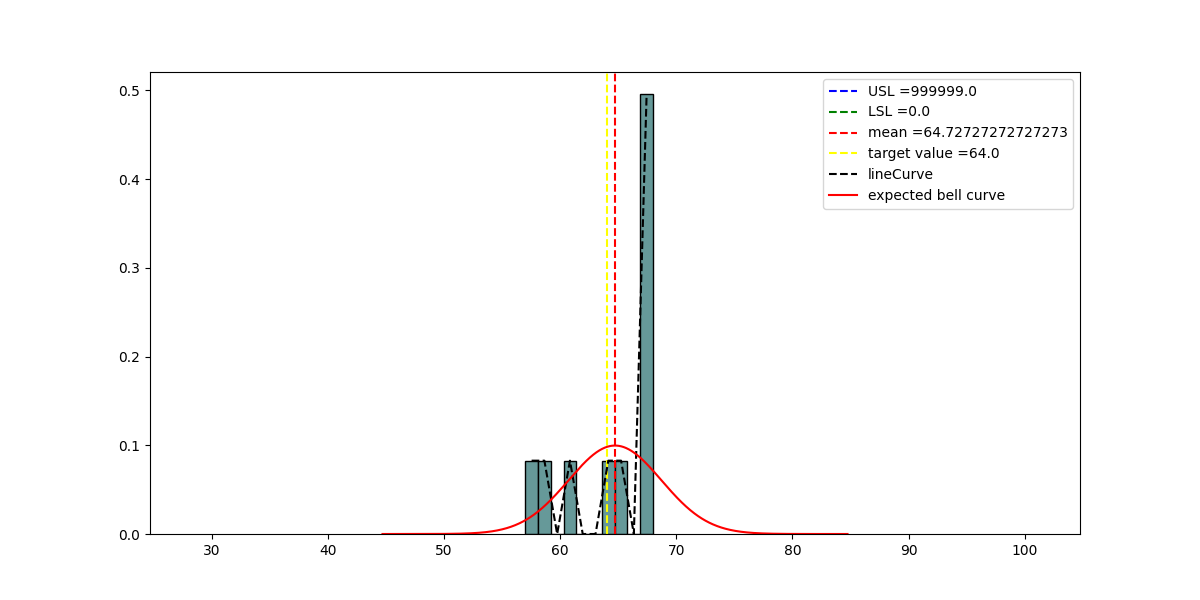 0.5
0.4
0.3
0.2
0.1
0.0
30 40 50 60 70 80 90 100
USL =999999.0
LSL =0.0
mean =64.72727272727273
target value =64.0
lineCurve
expected bell curve